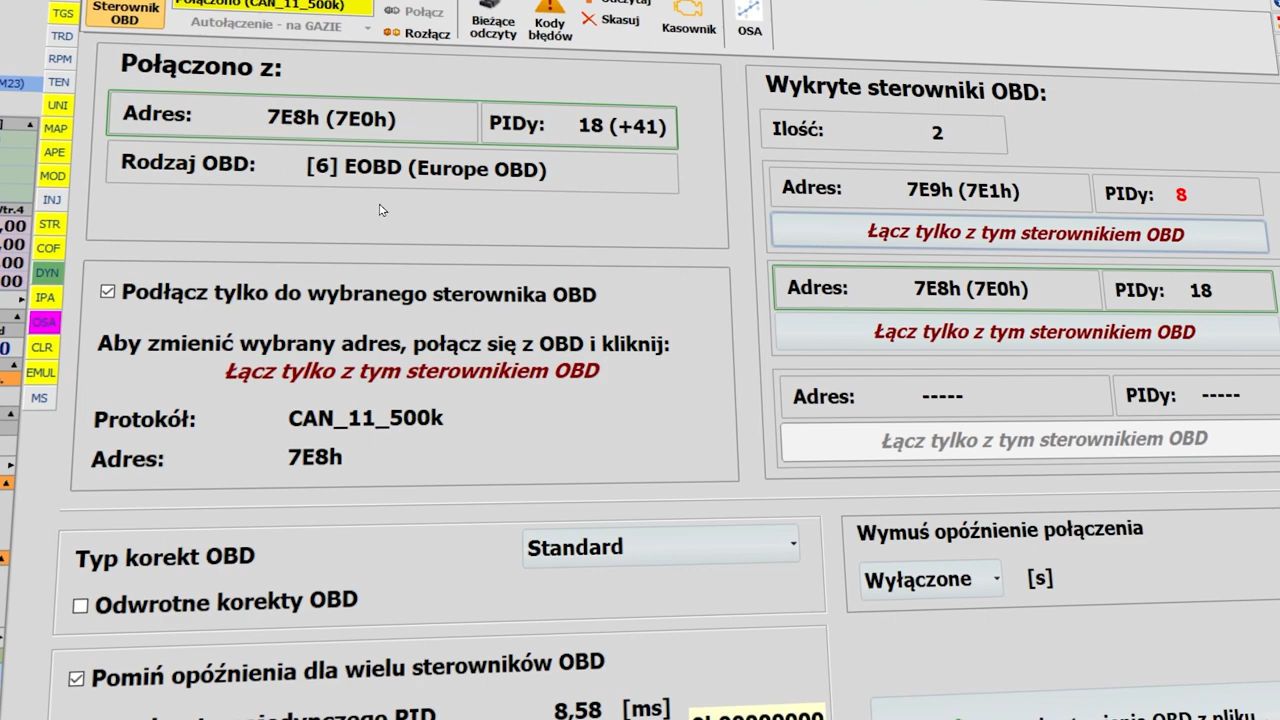 TGS
TRD
RPM
TEN
UNI
MAP
APE
MOD
INJ
STR
COF
DYN
IPA
OSA
CLR
EMUL
MS
M23)
Sterownik
OBD
Połączono (CAN_11_500k)
Autołączenie - na GAZIE
Połącz
Rozłącz
Bieżące
odczyty
Kody
błędów
Odczytaj
Skasuj
Kasownik
OSA
Połączono z:
Adres: 7E8h (7E0h) PIDy: 18 (+41)
Rodzaj OBD: [6] EOBD (Europe OBD)
Podłącz tylko do wybranego sterownika OBD
Aby zmienić wybrany adres, połącz się z OBD i kliknij:
Łącz tylko z tym sterownikiem OBD
Protokół: CAN_11_500k
Adres: 7E8h
Wykryte sterowniki OBD:
Ilość: 2
Adres: 7E9h (7E1h) PIDy: 8
Łącz tylko z tym sterownikiem OBD
Adres: 7E8h (7E0h) PIDy: 18
Łącz tylko z tym sterownikiem OBD
Adres: ----- PIDy: -----
Łącz tylko z tym sterownikiem OBD
Typ korekt OBD Standard
Odwrotne korekty OBD
Wymuś opóźnienie połączenia
Wyłączone [s]
Pomiń opóźnienia dla wielu sterowników OBD
PID 8,58 [ms]
OBD z pliku